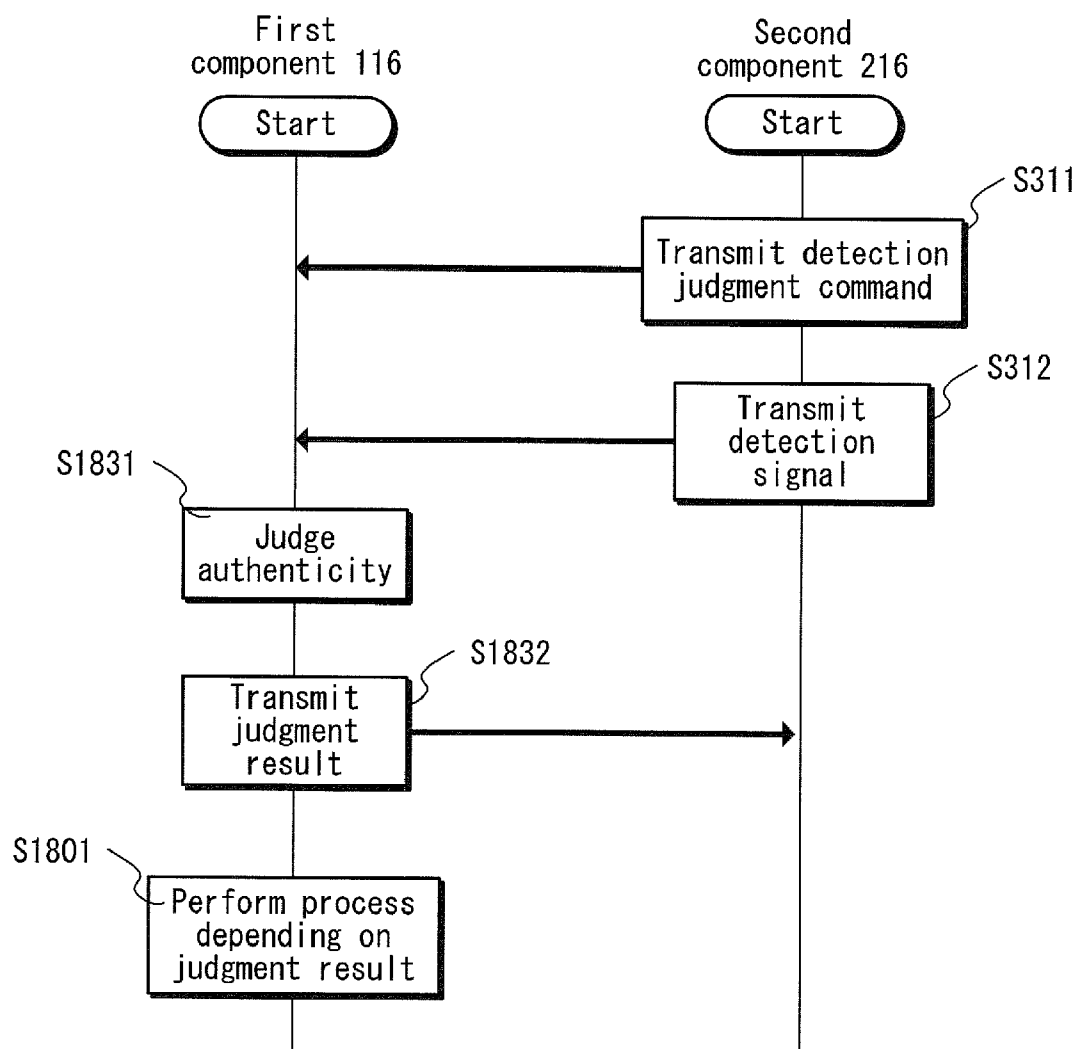 First
component 116
Second
component 216
Start
Start
S311
Transmit detection
judgment command
S312
Transmit
detection
signal
S1831
Judge
authenticity
S1832
Transmit
judgment
result
S1801
Perform process
depending on
judgment result